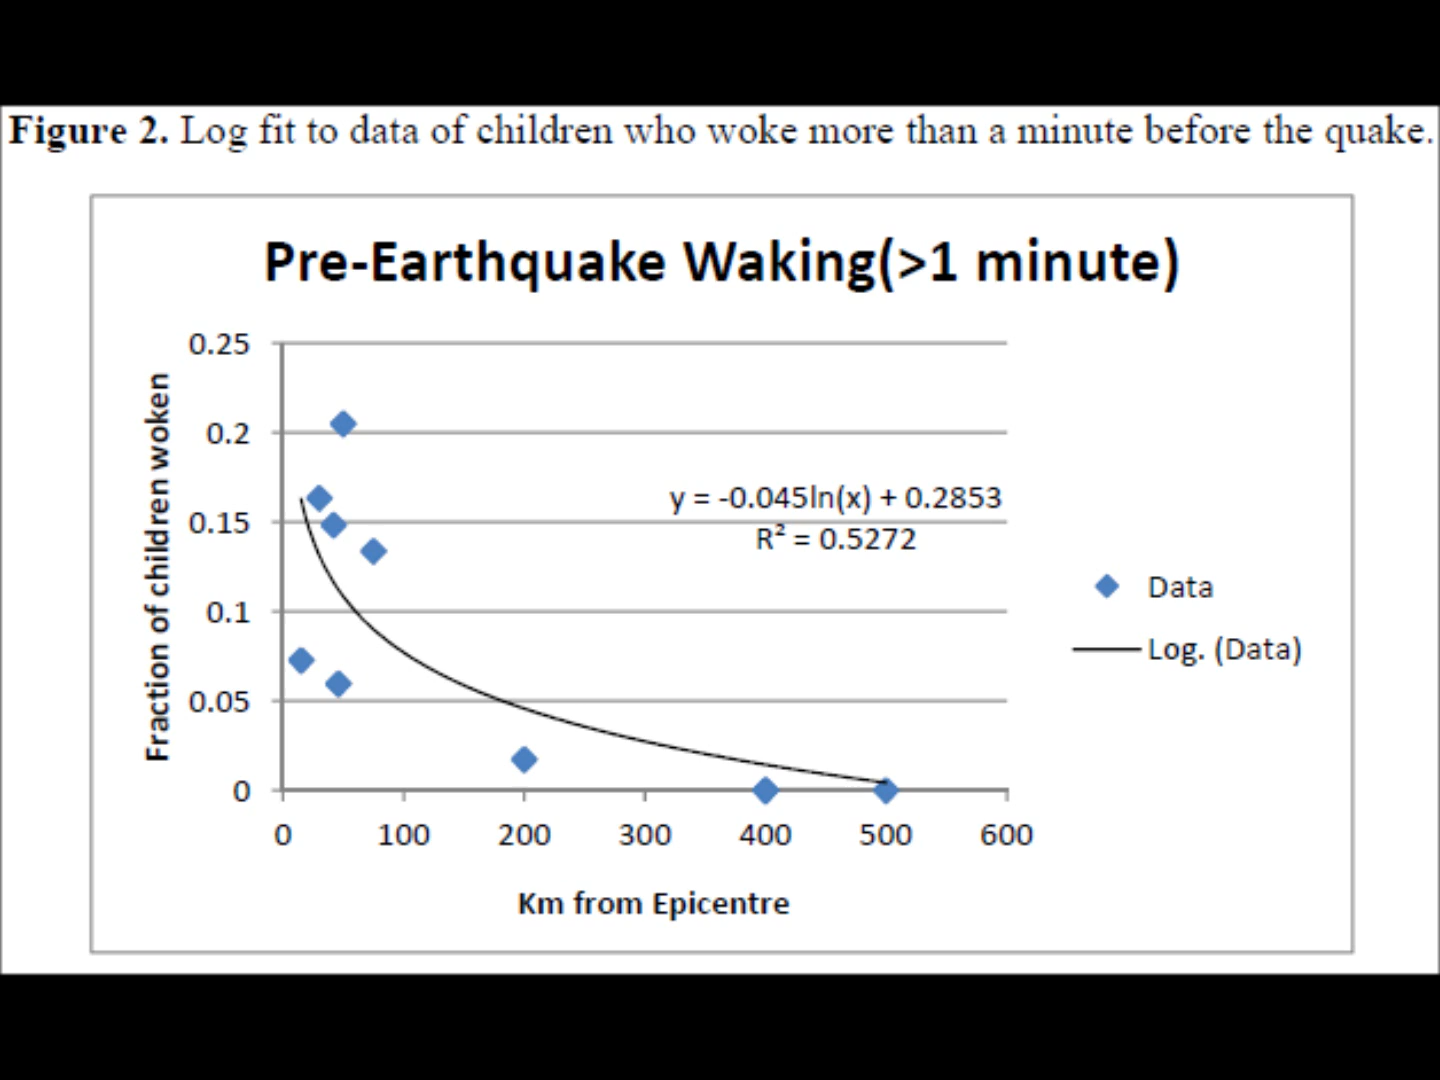 Figure 2. Log fit to data of children who woke more than a minute before the quake.
Pre-Earthquake Waking(>1 minute)
Fraction of children woken
0.25
0.2
0.15
0.1
0.05
0
y = -0.045ln(x) + 0.2853
R² = 0.5272
Data
Log. (Data)
0 100 200 300 400 500 600
Km from Epicentre